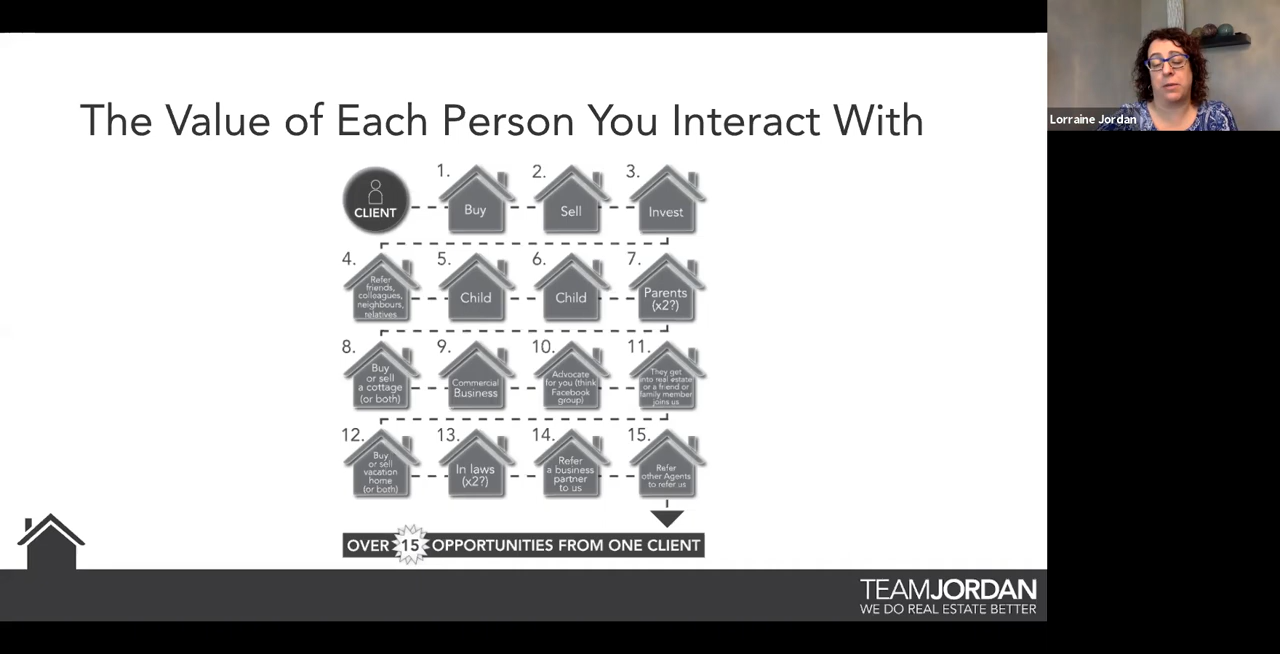 The Value of Each Person You Interact With
Lorraine Jordan
CLIENT
1.
Buy
2.
Sell
3.
Invest
4.
Refer
friends,
colleagues,
neighbours,
relatives
5.
Child
6.
Child
7.
Parents
(x2?)
8.
Buy
or sell
a cottage
(or both)
9.
Commercial
Business
10.
Advocate
for you (think
Facebook
group)
11.
They get
into real estate
or a friend or
family member
joins us
12.
Buy
or sell
vacation
home
(or both)
13.
In laws
(x2?)
14.
Refer
a business
partner
to us
15.
Refer
other Agents
to refer us
OVER 15 OPPORTUNITIES FROM ONE CLIENT
TEAMJORDAN
WE DO REAL ESTATE BETTER